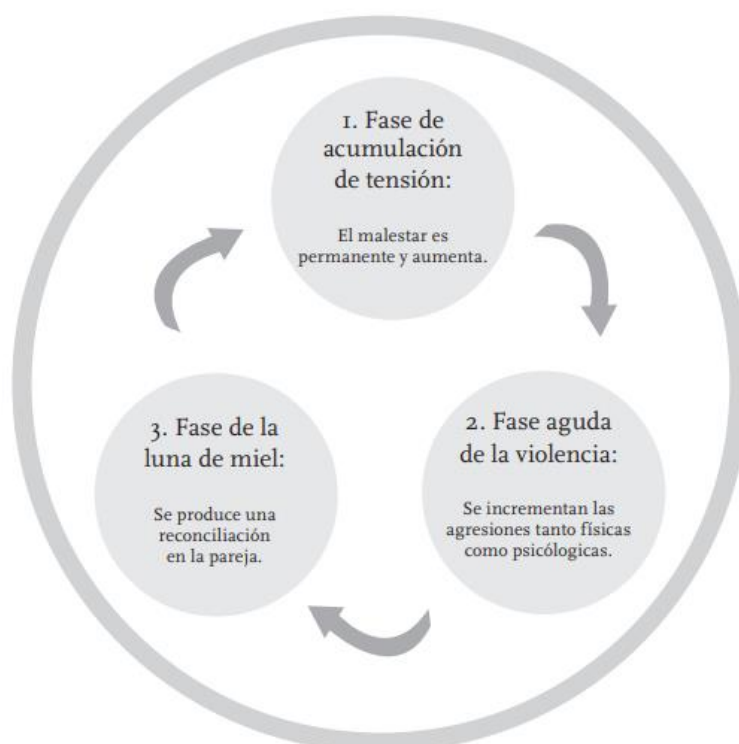 1. Fase de
acumulación
de tensión:
El malestar es
permanente y aumenta.
2. Fase aguda
de la violencia:
Se incrementan las
agresiones tanto físicas
como psicólogicas.
3. Fase de la
luna de miel:
Se produce una
reconciliación
en la pareja.